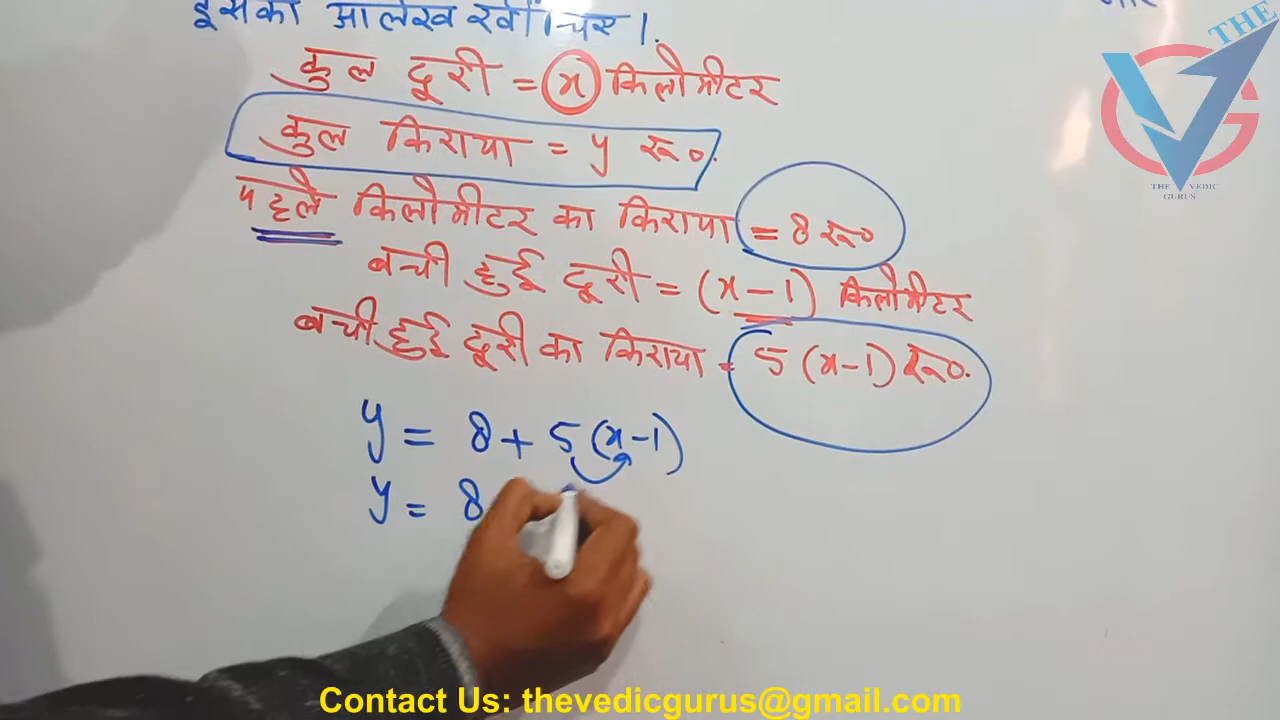 इसका आलेख खींचिए ।
कुल दूरी = x किलोमीटर
कुल किराया = y रू०.
पहले किलोमीटर का किराया = 8 रू०
बची हुई दूरी = (x-1) किलोमीटर
बची हुई दूरी का किराया = 5 (x-1) रू०.
y = 8 + 5 (x-1)
y = 8
THE
THE VEDIC
GURUS
Contact Us: thevedicgurus@gmail.com